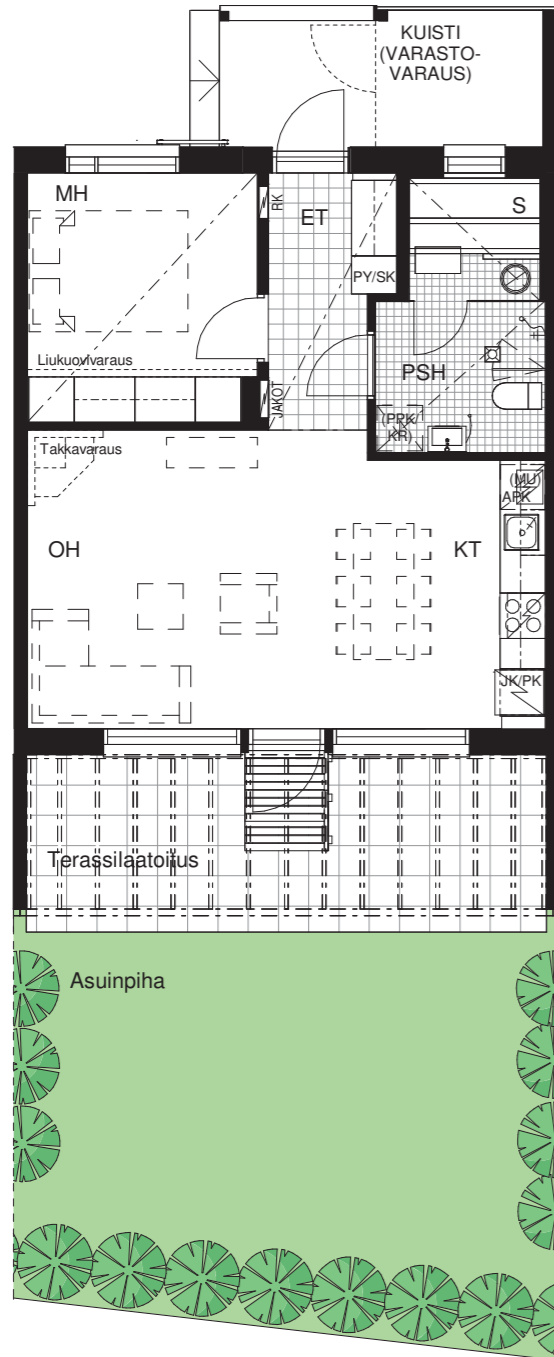 KUISTI
(VARASTO-
VARAUS)
MH
RK
ET
S
PY/SK
Liukuovivaraus
JAKOT
PSH
(PPK/
KR)
Takkavaraus
(MU)
APK
OH
KT
JK/PK
Terassilaatoitus
Asuinpiha